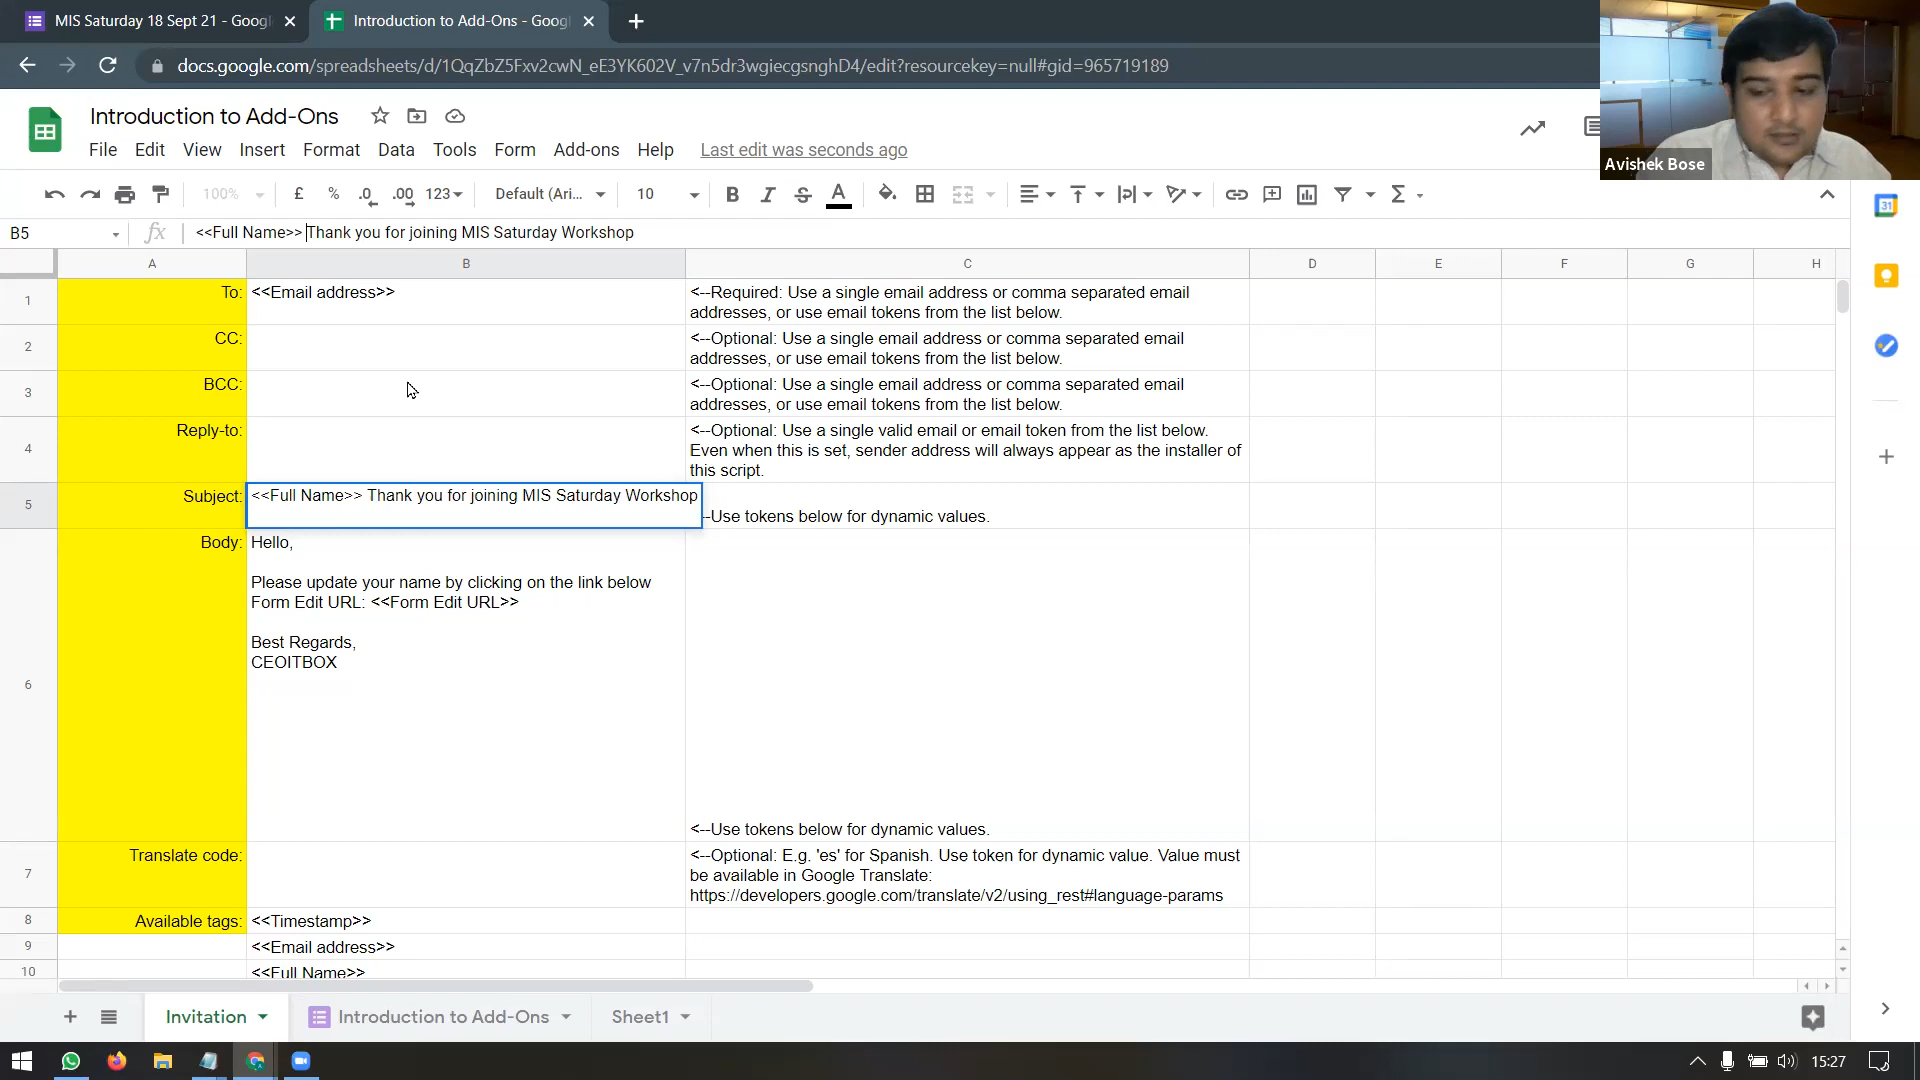 MIS Saturday 18 Sept 21 - Googl
Introduction to Add-Ons - Goog
docs.google.com/spreadsheets/d/1QqZbZ5Fxv2cwN_eE3YK602V_v7n5dr3wgiecgsnghD4/edit?resourcekey=null#gid=965719189
Introduction to Add-Ons
File Edit View Insert Format Data Tools Form Add-ons Help Last edit was seconds ago
Avishek Bose
100% £ % .0 .00 123 Default (Ari... 10 B I S A Σ
31
B5 fx <<Full Name>> Thank you for joining MIS Saturday Workshop
A B C D E F G H
1 To: <<Email address>> <--Required: Use a single email address or comma separated email
addresses, or use email tokens from the list below.
2 CC: <--Optional: Use a single email address or comma separated email
addresses, or use email tokens from the list below.
3 BCC: <--Optional: Use a single email address or comma separated email
addresses, or use email tokens from the list below.
4 Reply-to: <--Optional: Use a single valid email or email token from the list below.
Even when this is set, sender address will always appear as the installer of
this script.
5 Subject: <<Full Name>> Thank you for joining MIS Saturday Workshop
--Use tokens below for dynamic values.
6 Body: Hello,
Please update your name by clicking on the link below
Form Edit URL: <<Form Edit URL>>
Best Regards,
CEOITBOX
<--Use tokens below for dynamic values.
7 Translate code: <--Optional: E.g. 'es' for Spanish. Use token for dynamic value. Value must
be available in Google Translate:
https://developers.google.com/translate/v2/using_rest#language-params
8 Available tags: <<Timestamp>>
9 <<Email address>>
10 <<Full Name>>
Invitation Introduction to Add-Ons Sheet1
15:27